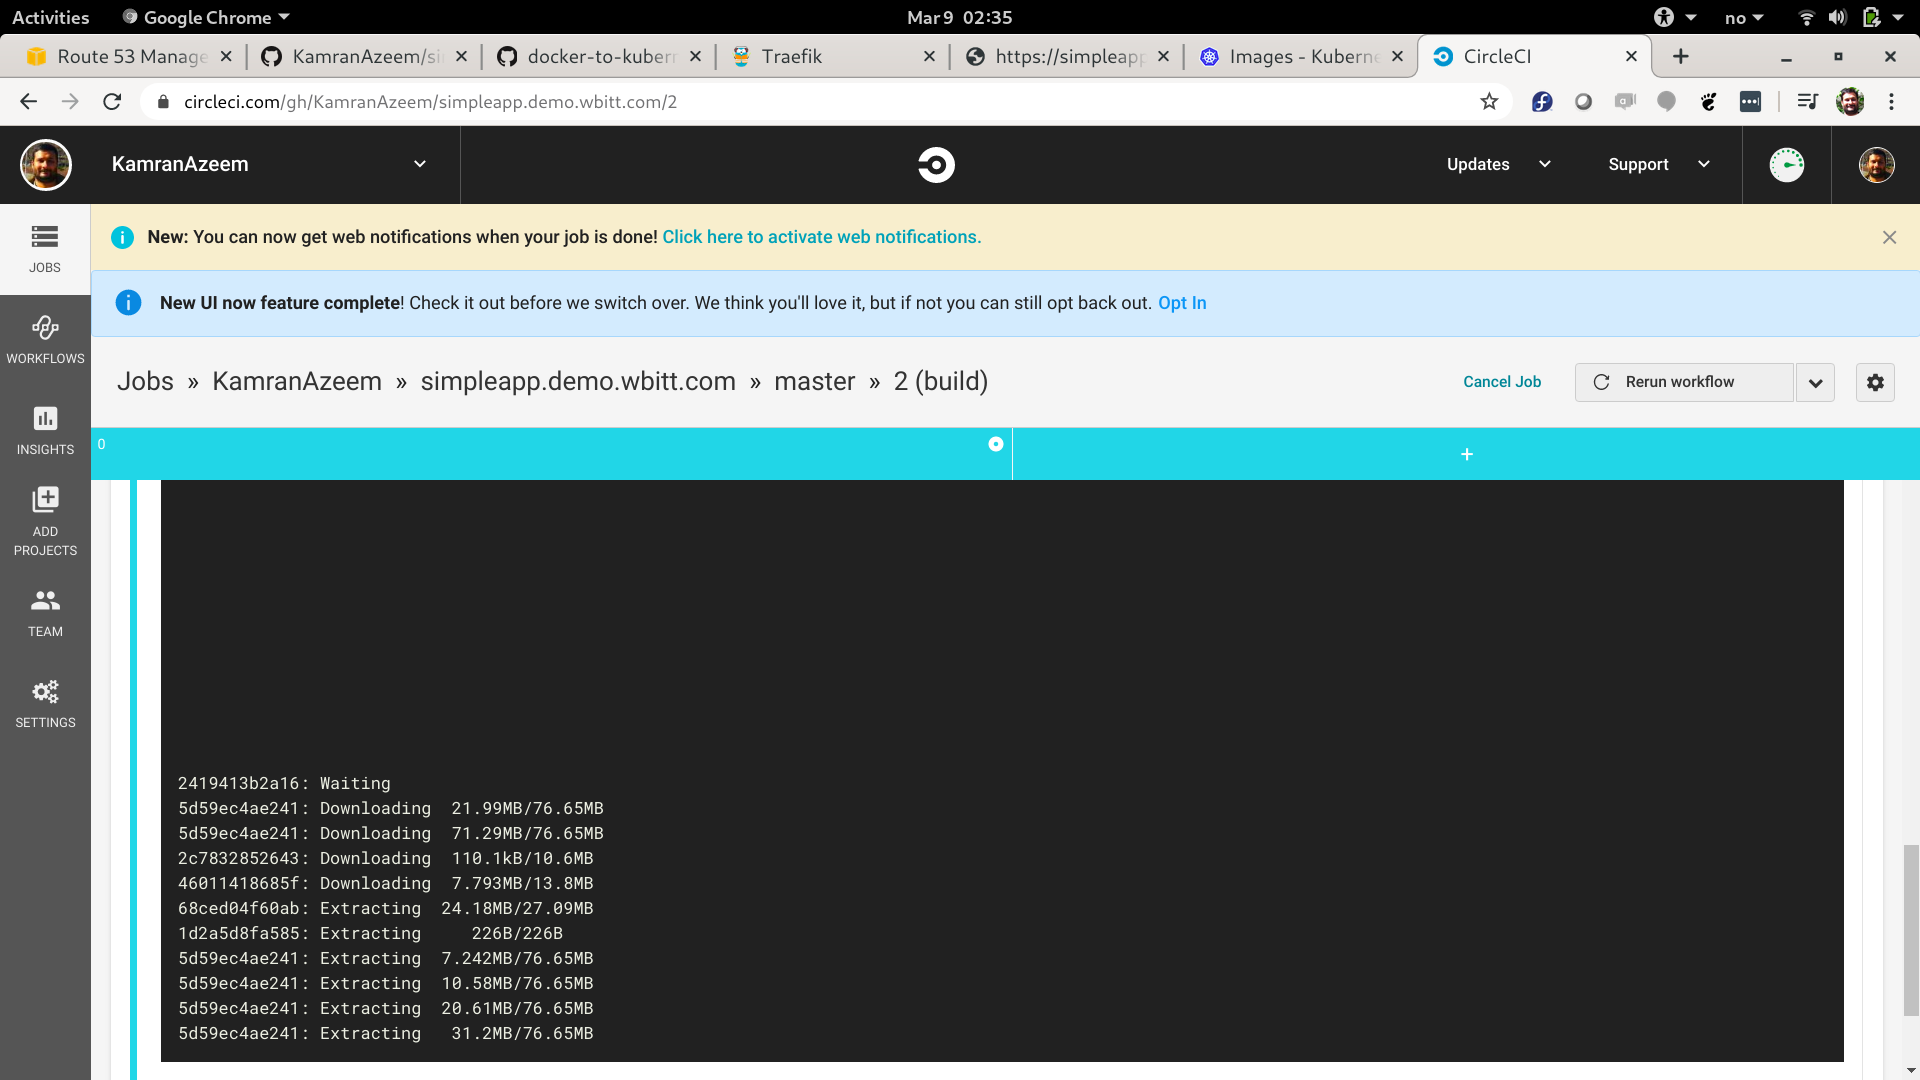 Activities Google Chrome Mar 9 02:35 no
Route 53 Manage KamranAzeem/si docker-to-kubern Traefik https://simpleapp Images - Kuberne CircleCI
circleci.com/gh/KamranAzeem/simpleapp.demo.wbitt.com/2
KamranAzeem Updates Support
JOBS
New: You can now get web notifications when your job is done! Click here to activate web notifications.
New UI now feature complete! Check it out before we switch over. We think you'll love it, but if not you can still opt back out. Opt In
WORKFLOWS
Jobs » KamranAzeem » simpleapp.demo.wbitt.com » master » 2 (build) Cancel Job Rerun workflow
INSIGHTS
0 +
ADD
PROJECTS
TEAM
SETTINGS
2419413b2a16: Waiting
5d59ec4ae241: Downloading 21.99MB/76.65MB
5d59ec4ae241: Downloading 71.29MB/76.65MB
2c7832852643: Downloading 110.1kB/10.6MB
46011418685f: Downloading 7.793MB/13.8MB
68ced04f60ab: Extracting 24.18MB/27.09MB
1d2a5d8fa585: Extracting 226B/226B
5d59ec4ae241: Extracting 7.242MB/76.65MB
5d59ec4ae241: Extracting 10.58MB/76.65MB
5d59ec4ae241: Extracting 20.61MB/76.65MB
5d59ec4ae241: Extracting 31.2MB/76.65MB